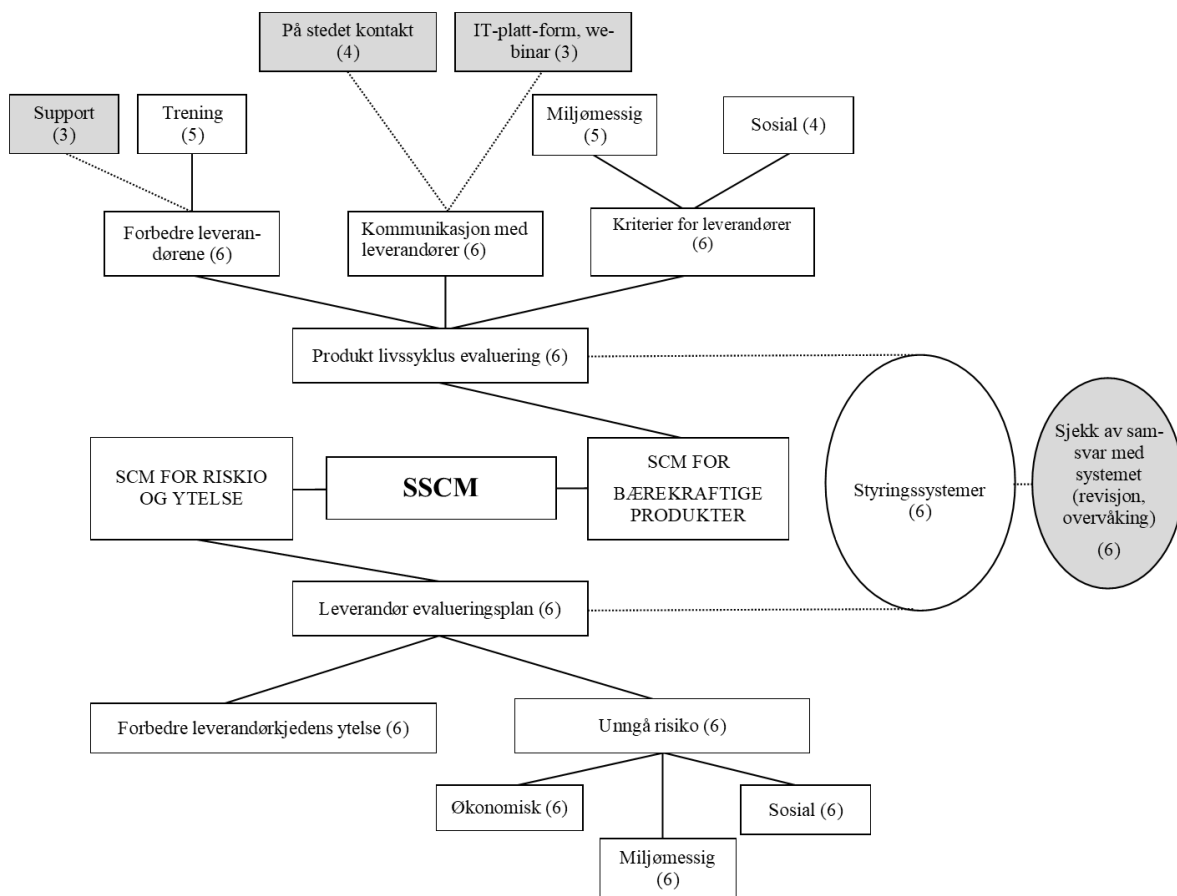 På stedet kontakt
(4)
IT-platt-form, we-
binar (3)
Support
(3)
Trening
(5)
Miljømessig
(5)
Sosial (4)
Forbedre leveran-
dørene (6)
Kommunikasjon med
leverandører (6)
Kriterier for leverandører
(6)
Produkt livssyklus evaluering (6)
SCM FOR RISKIO
OG YTELSE
SSCM
SCM FOR
BÆREKRAFTIGE
PRODUKTER
Styringssystemer
(6)
Sjekk av sam-
svar med
systemet
(revisjon,
overvåking)
(6)
Leverandør evalueringsplan (6)
Forbedre leverandørkjedens ytelse (6)
Unngå risiko (6)
Økonomisk (6)
Sosial (6)
Miljømessig
(6)